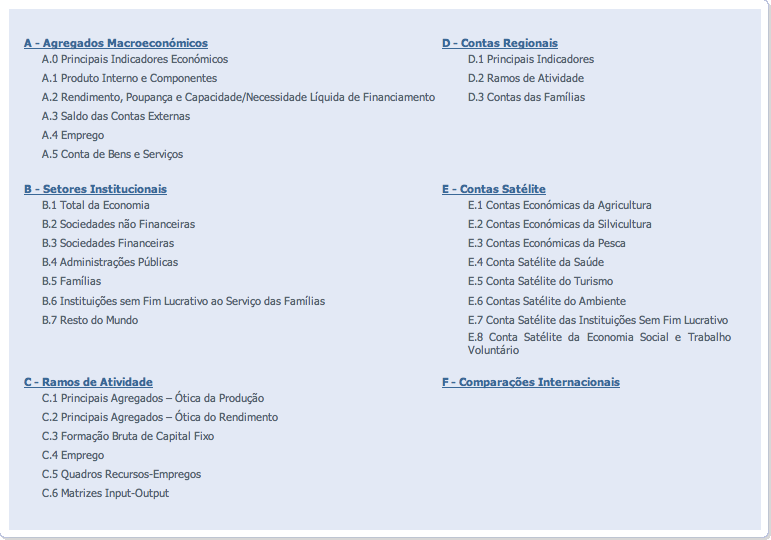 A - Agregados Macroeconómicos
A.0 Principais Indicadores Económicos
A.1 Produto Interno e Componentes
A.2 Rendimento, Poupança e Capacidade/Necessidade Líquida de Financiamento
A.3 Saldo das Contas Externas
A.4 Emprego
A.5 Conta de Bens e Serviços
B - Setores Institucionais
B.1 Total da Economia
B.2 Sociedades não Financeiras
B.3 Sociedades Financeiras
B.4 Administrações Públicas
B.5 Famílias
B.6 Instituições sem Fim Lucrativo ao Serviço das Famílias
B.7 Resto do Mundo
C - Ramos de Atividade
C.1 Principais Agregados – Ótica da Produção
C.2 Principais Agregados – Ótica do Rendimento
C.3 Formação Bruta de Capital Fixo
C.4 Emprego
C.5 Quadros Recursos-Empregos
C.6 Matrizes Input-Output
D - Contas Regionais
D.1 Principais Indicadores
D.2 Ramos de Atividade
D.3 Contas das Famílias
E - Contas Satélite
E.1 Contas Económicas da Agricultura
E.2 Contas Económicas da Silvicultura
E.3 Contas Económicas da Pesca
E.4 Conta Satélite da Saúde
E.5 Conta Satélite do Turismo
E.6 Contas Satélite do Ambiente
E.7 Conta Satélite das Instituições Sem Fim Lucrativo
E.8 Conta Satélite da Economia Social e Trabalho
Voluntário
F - Comparações Internacionais